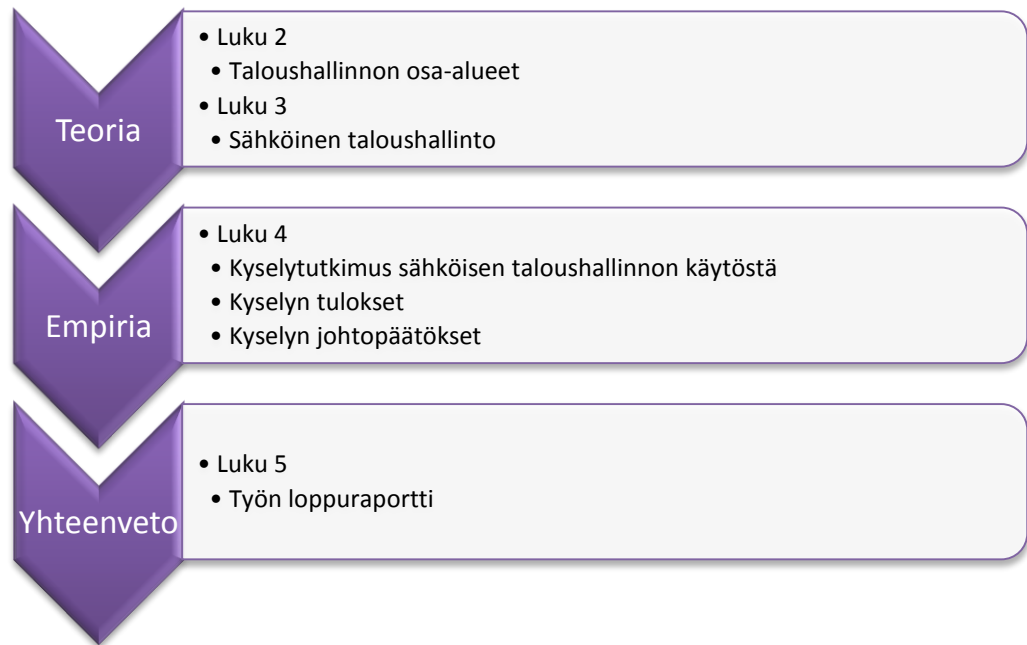 Teoria
• Luku 2
• Taloushallinnon osa-alueet
• Luku 3
• Sähköinen taloushallinto
Empiria
• Luku 4
• Kyselytutkimus sähköisen taloushallinnon käytöstä
• Kyselyn tulokset
• Kyselyn johtopäätökset
Yhteenveto
• Luku 5
• Työn loppuraportti